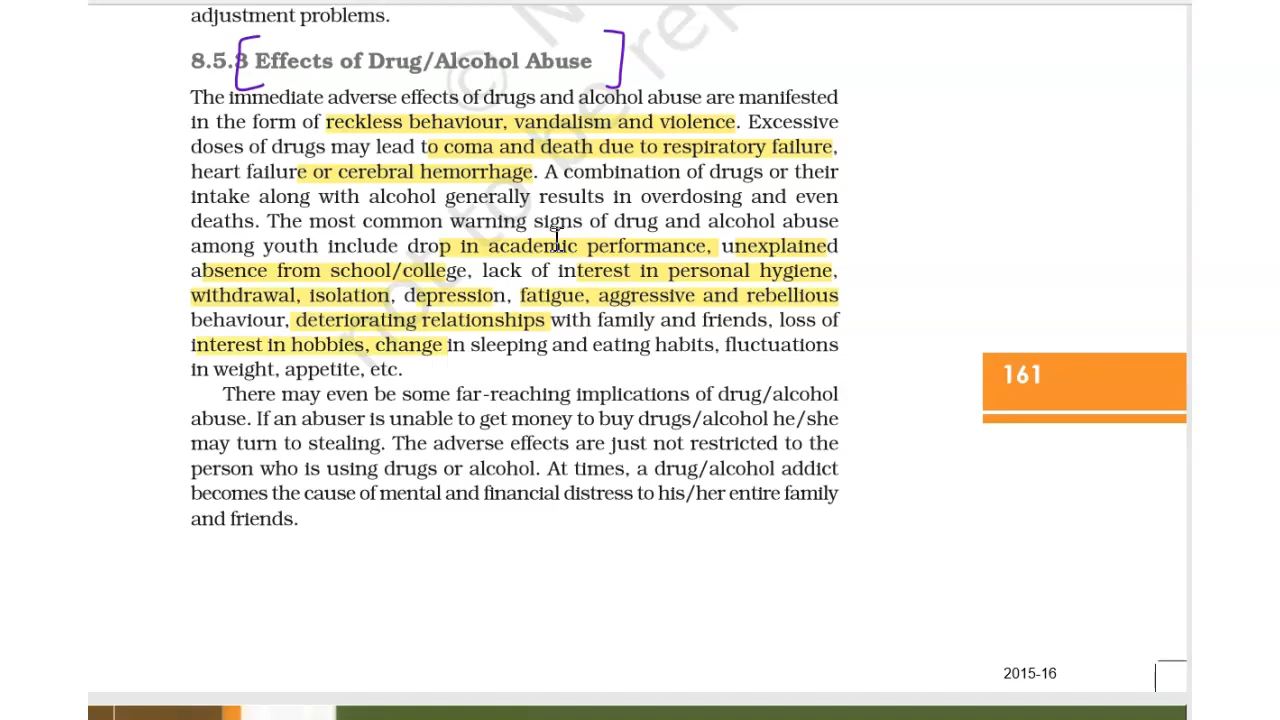 adjustment problems.
8.5.3 Effects of Drug/Alcohol Abuse
The immediate adverse effects of drugs and alcohol abuse are manifested
in the form of reckless behaviour, vandalism and violence. Excessive
doses of drugs may lead to coma and death due to respiratory failure,
heart failure or cerebral hemorrhage. A combination of drugs or their
intake along with alcohol generally results in overdosing and even
deaths. The most common warning signs of drug and alcohol abuse
among youth include drop in academic performance, unexplained
absence from school/college, lack of interest in personal hygiene,
withdrawal, isolation, depression, fatigue, aggressive and rebellious
behaviour, deteriorating relationships with family and friends, loss of
interest in hobbies, change in sleeping and eating habits, fluctuations
in weight, appetite, etc.
There may even be some far-reaching implications of drug/alcohol
abuse. If an abuser is unable to get money to buy drugs/alcohol he/she
may turn to stealing. The adverse effects are just not restricted to the
person who is using drugs or alcohol. At times, a drug/alcohol addict
becomes the cause of mental and financial distress to his/her entire family
and friends.
161
2015-16
© N
not to be rep